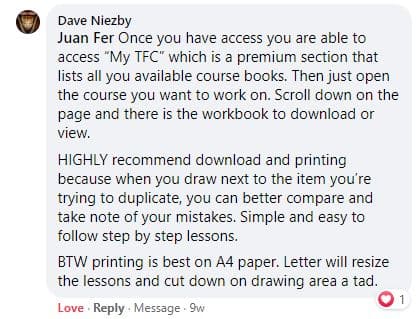 Dave Niezby
Juan Fer Once you have access you are able to
access "My TFC" which is a premium section that
lists all you available course books. Then just open
the course you want to work on. Scroll down on the
page and there is the workbook to download or
view.
HIGHLY recommend download and printing
because when you draw next to the item you're
trying to duplicate, you can better compare and
take note of your mistakes. Simple and easy to
follow step by step lessons.
BTW printing is best on A4 paper. Letter will resize
the lessons and cut down on drawing area a tad.
1
Love · Reply · Message · 9w